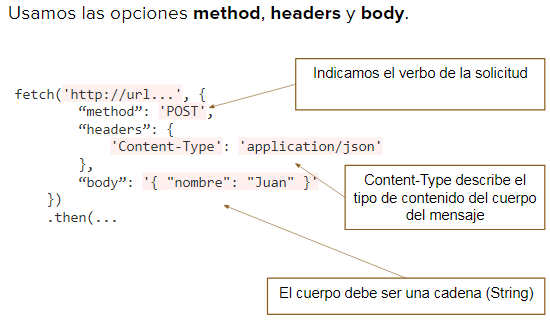 Usamos las opciones method, headers y body.
Indicamos el verbo de la solicitud
fetch('http://url...', {
“method”: 'POST',
“headers”: {
'Content-Type': 'application/json'
},
“body”: '{ "nombre": "Juan" }'
})
.then(...
Content-Type describe el
tipo de contenido del cuerpo
del mensaje
El cuerpo debe ser una cadena (String)